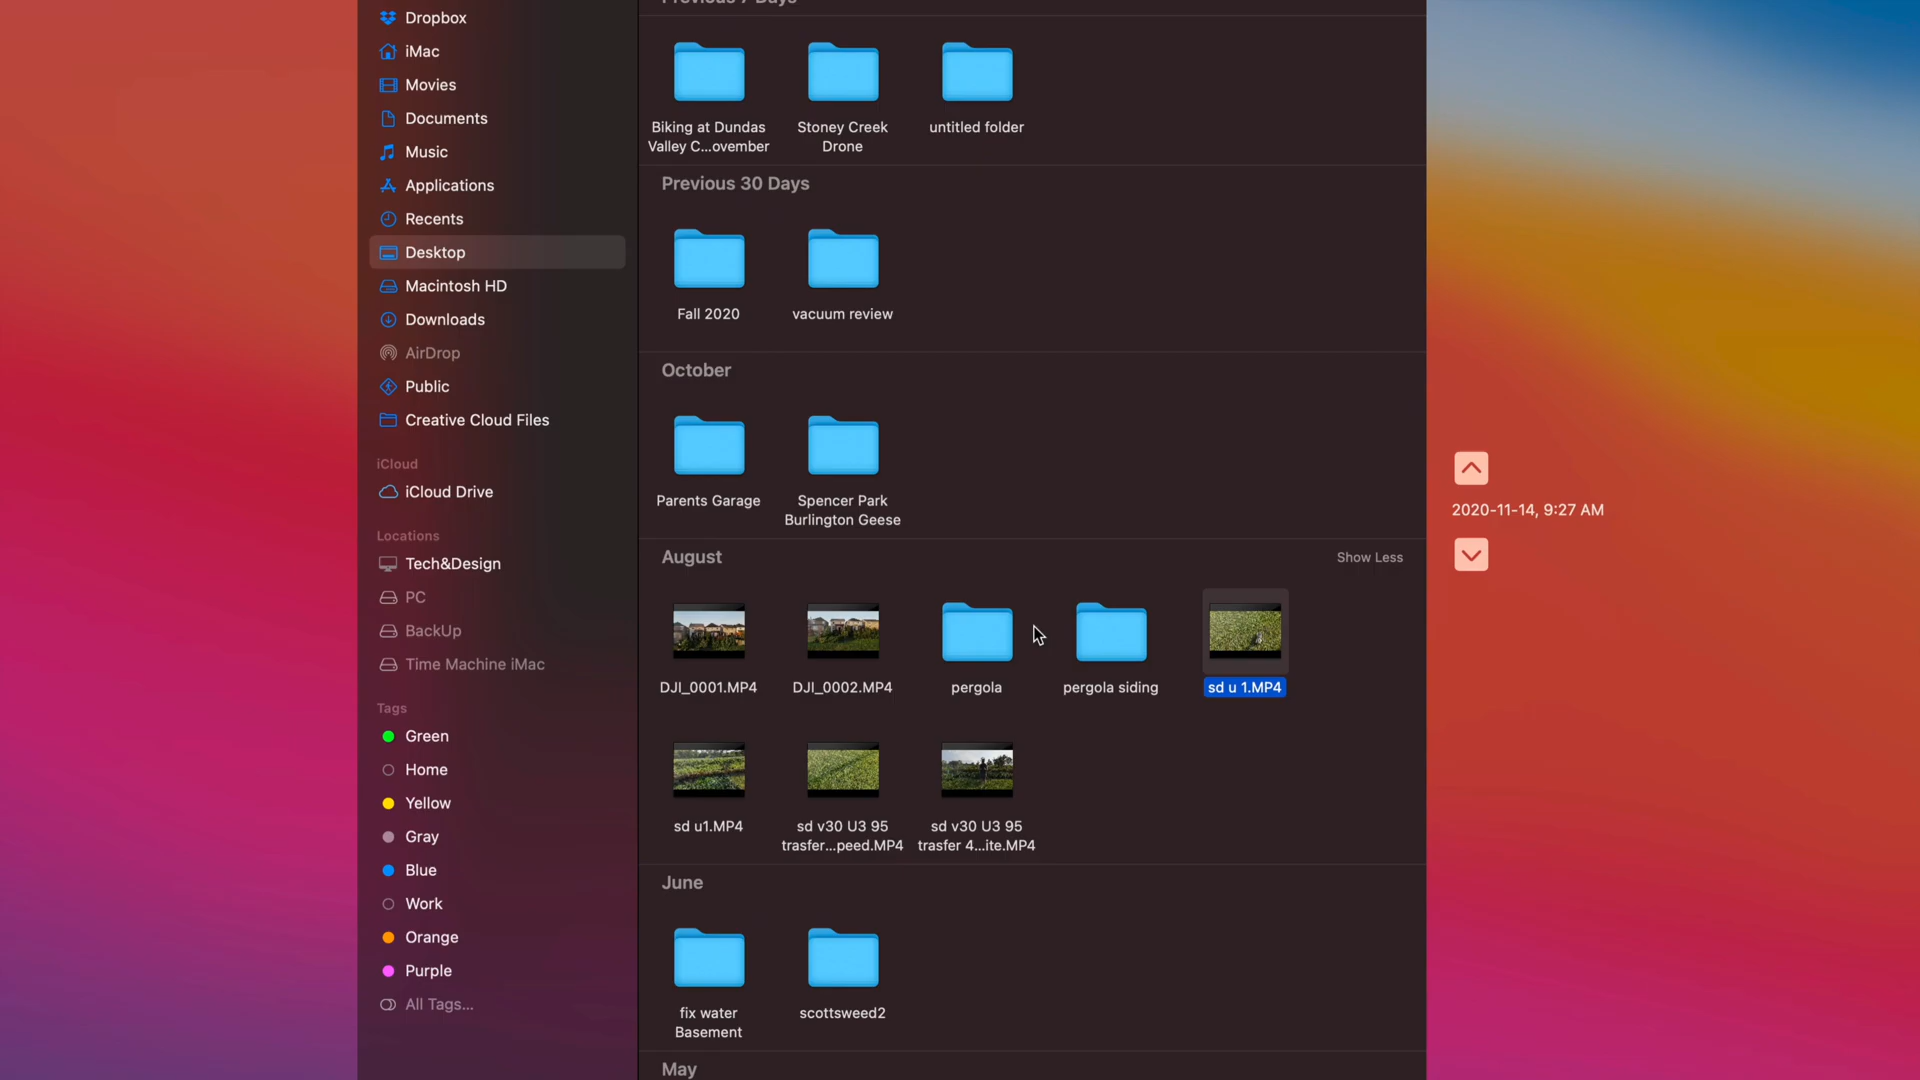 Previous 7 Days
Dropbox
iMac
Movies
Documents
Music
Applications
Recents
Desktop
Macintosh HD
Downloads
AirDrop
Public
Creative Cloud Files
iCloud
iCloud Drive
Locations
Tech&Design
PC
BackUp
Time Machine iMac
Tags
Green
Home
Yellow
Gray
Blue
Work
Orange
Purple
All Tags...
Biking at Dundas
Valley C...ovember
Stoney Creek
Drone
untitled folder
Previous 30 Days
Fall 2020
vacuum review
October
Parents Garage
Spencer Park
Burlington Geese
August
Show Less
DJI_0001.MP4
DJI_0002.MP4
pergola
pergola siding
sd u 1.MP4
sd u1.MP4
sd v30 U3 95
trasfer...peed.MP4
sd v30 U3 95
trasfer 4...ite.MP4
June
fix water
Basement
scottsweed2
May
2020-11-14, 9:27 AM